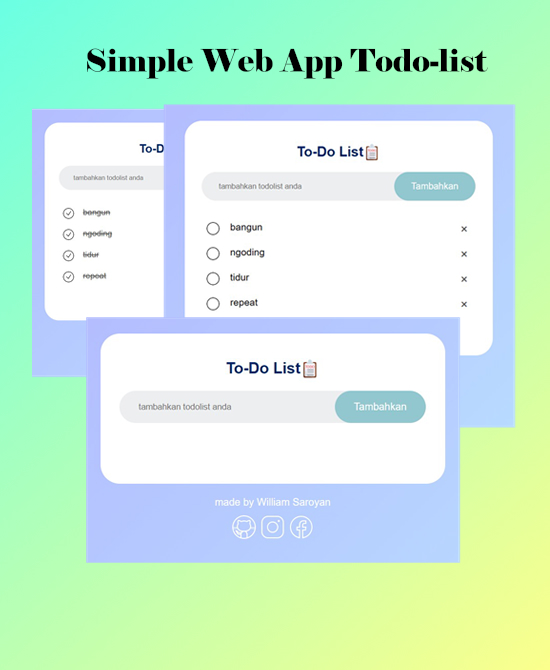 Simple Web App Todo-list
To-D
tambahkan todolist anda
bangun
ngoding
tidur
repeat
To-Do List📋
tambahkan todolist anda
Tambahkan
bangun ×
ngoding ×
tidur ×
repeat ×
To-Do List📋
tambahkan todolist anda
Tambahkan
made by William Saroyan